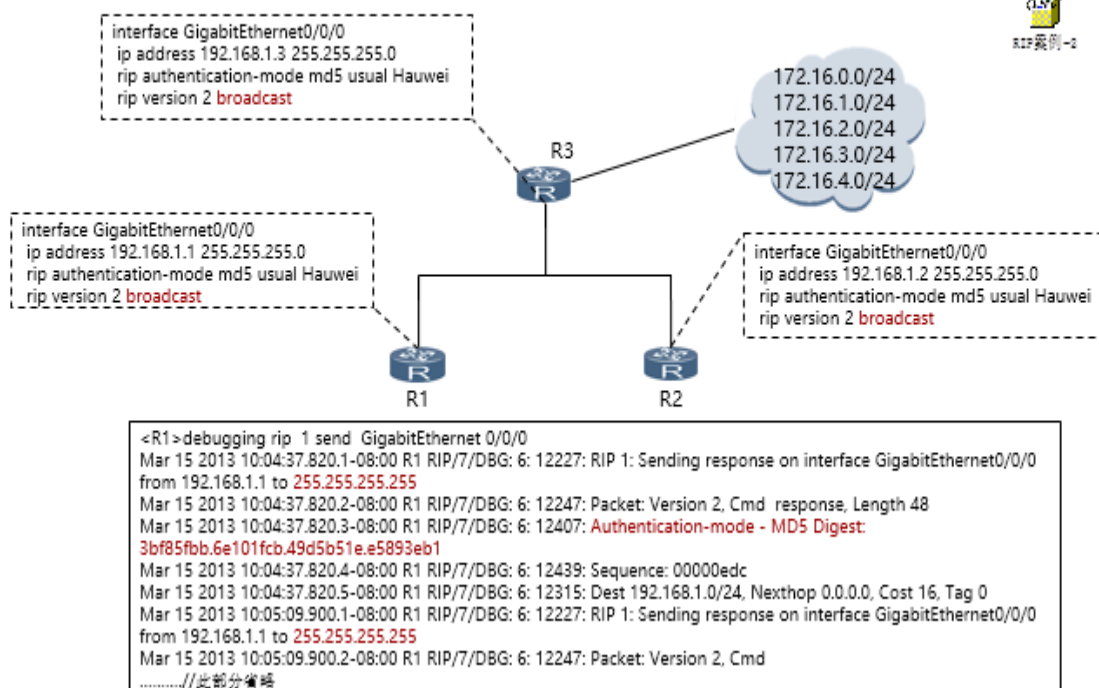 interface GigabitEthernet0/0/0
ip address 192.168.1.3 255.255.255.0
rip authentication-mode md5 usual Hauwei
rip version 2 broadcast
RIP案例-2
172.16.0.0/24
172.16.1.0/24
172.16.2.0/24
172.16.3.0/24
172.16.4.0/24
R3
R
interface GigabitEthernet0/0/0
ip address 192.168.1.1 255.255.255.0
rip authentication-mode md5 usual Hauwei
rip version 2 broadcast
interface GigabitEthernet0/0/0
ip address 192.168.1.2 255.255.255.0
rip authentication-mode md5 usual Hauwei
rip version 2 broadcast
R
R1
R
R2
<R1>debugging rip 1 send GigabitEthernet 0/0/0
Mar 15 2013 10:04:37.820.1-08:00 R1 RIP/7/DBG: 6: 12227: RIP 1: Sending response on interface GigabitEthernet0/0/0
from 192.168.1.1 to 255.255.255.255
Mar 15 2013 10:04:37.820.2-08:00 R1 RIP/7/DBG: 6: 12247: Packet: Version 2, Cmd response, Length 48
Mar 15 2013 10:04:37.820.3-08:00 R1 RIP/7/DBG: 6: 12407: Authentication-mode - MD5 Digest:
3bf85fbb.6e101fcb.49d5b51e.e5893eb1
Mar 15 2013 10:04:37.820.4-08:00 R1 RIP/7/DBG: 6: 12439: Sequence: 00000edc
Mar 15 2013 10:04:37.820.5-08:00 R1 RIP/7/DBG: 6: 12315: Dest 192.168.1.0/24, Nexthop 0.0.0.0, Cost 16, Tag 0
Mar 15 2013 10:05:09.900.1-08:00 R1 RIP/7/DBG: 6: 12227: RIP 1: Sending response on interface GigabitEthernet0/0/0
from 192.168.1.1 to 255.255.255.255
Mar 15 2013 10:05:09.900.2-08:00 R1 RIP/7/DBG: 6: 12247: Packet: Version 2, Cmd
..........//此部分省略